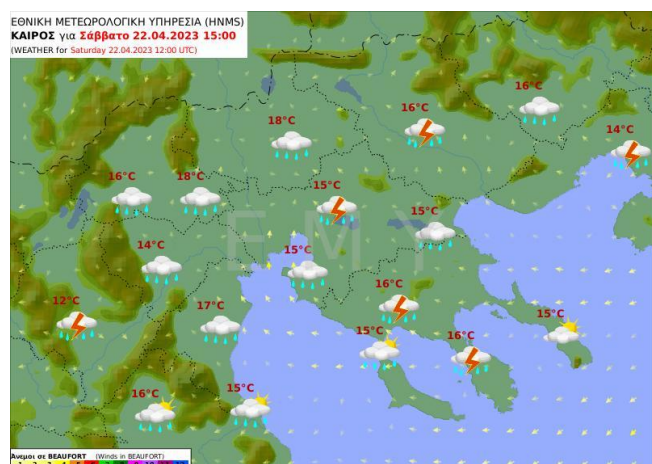 ΕΘΝΙΚΗ ΜΕΤΕΩΡΟΛΟΓΙΚΗ ΥΠΗΡΕΣΙΑ (HNMS)
ΚΑΙΡΟΣ για Σάββατο 22.04.2023 15:00
(WEATHER for Saturday 22.04.2023 12:00 UTC)
16°C
16°C
18°C
14°C
16°C
18°C
15°C
15°C
14°C
15°C
12°C
17°C
16°C
15°C
16°C
15°C
16°C
15°C
ΕΜΥ
Άνεμοι σε BEAUFORT (Winds in BEAUFORT)